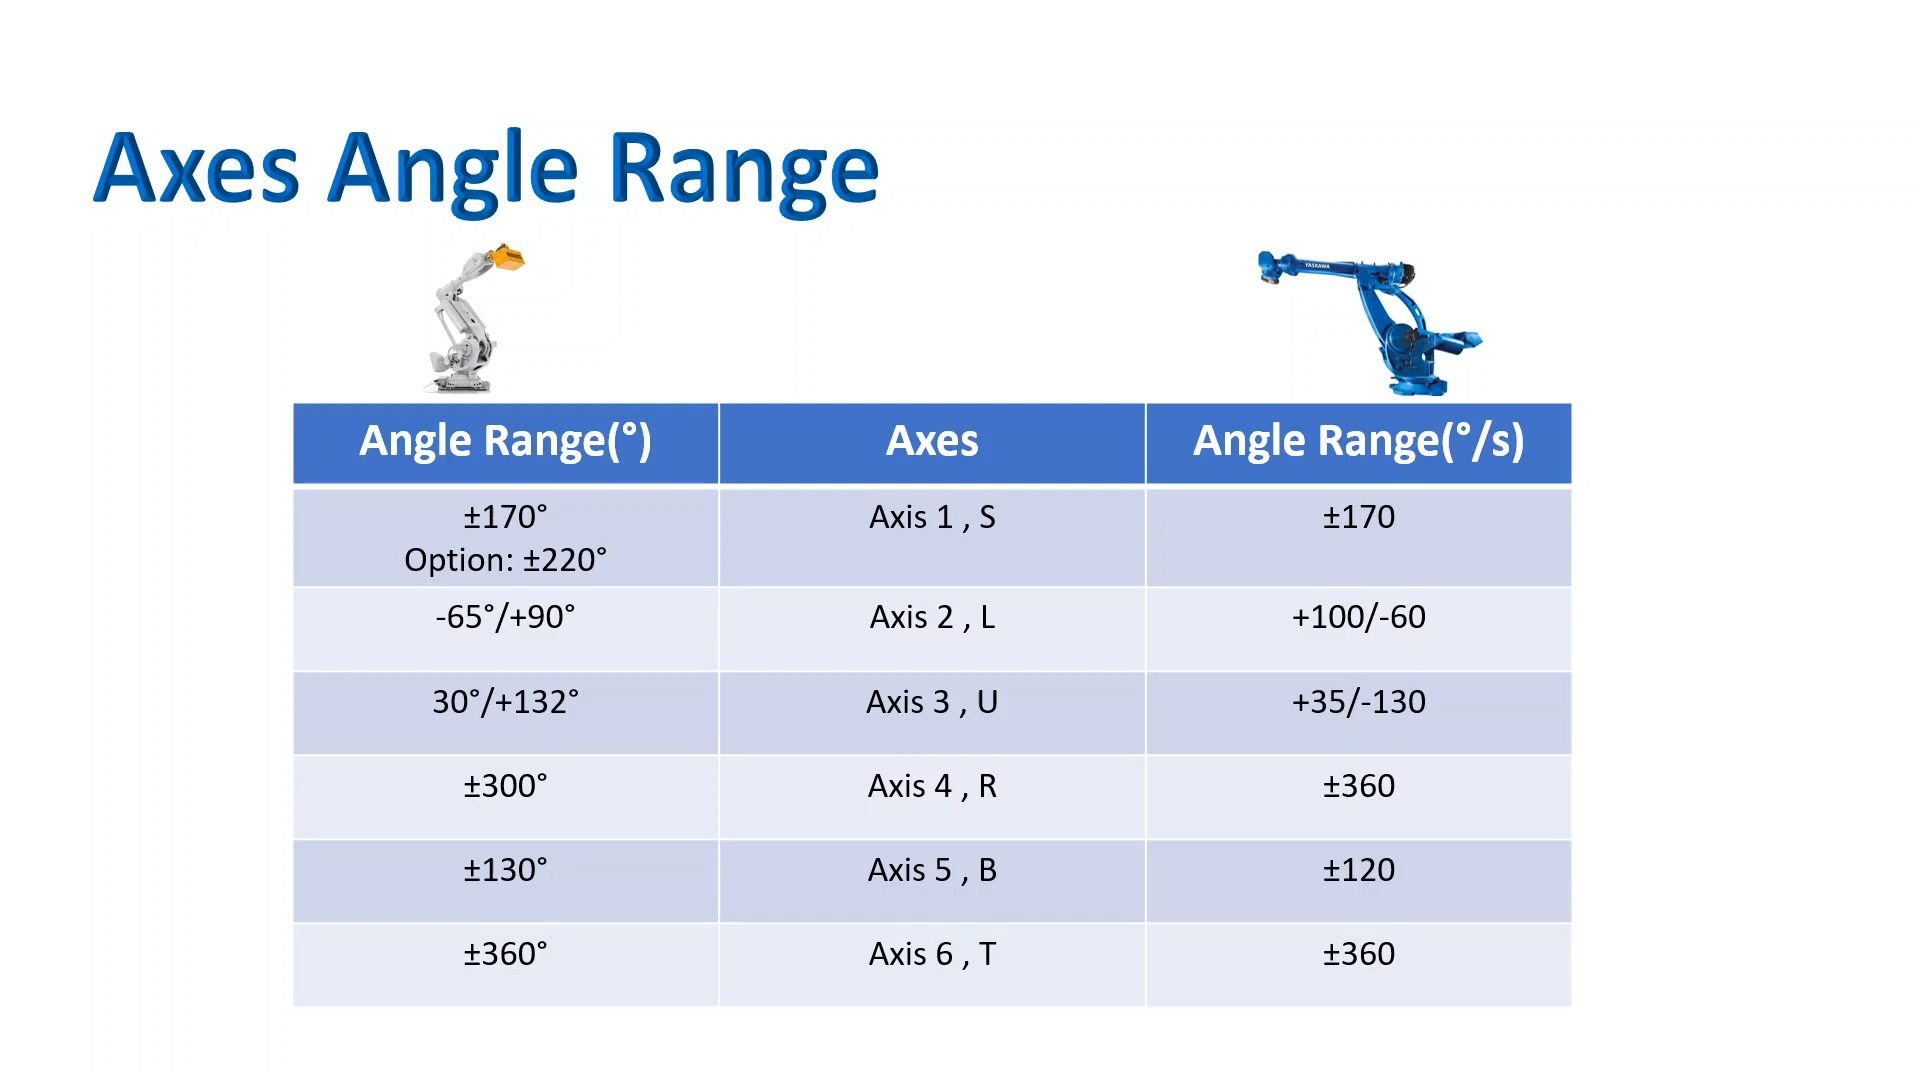 Axes Angle Range
YASKAWA
Angle Range(°) Axes Angle Range(°/s)
±170° Axis 1 , S ±170
Option: ±220°
-65°/+90° Axis 2 , L +100/-60
30°/+132° Axis 3 , U +35/-130
±300° Axis 4 , R ±360
±130° Axis 5 , B ±120
±360° Axis 6 , T ±360